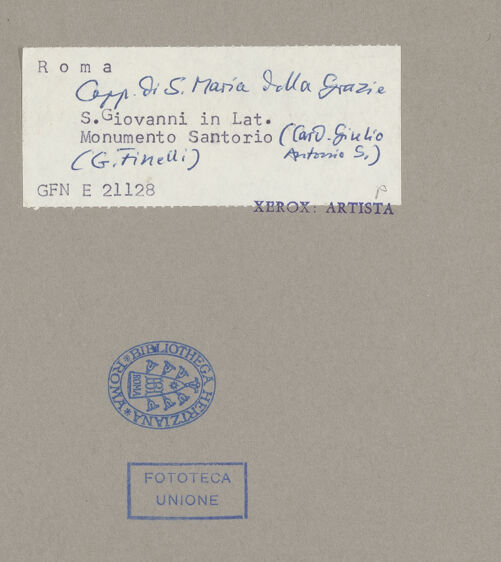 Roma
Capp. di S. Maria della Grazie
S. Giovanni in Lat.
Monumento Santorio (Card. Giulio
Antonio S.)
(G. Finelli)
GFN E 21128
P
XEROX: ARTISTA
BIBLIOTHECA HERTZIANA * ROMA *
ROMA
FOTOTECA
UNIONE